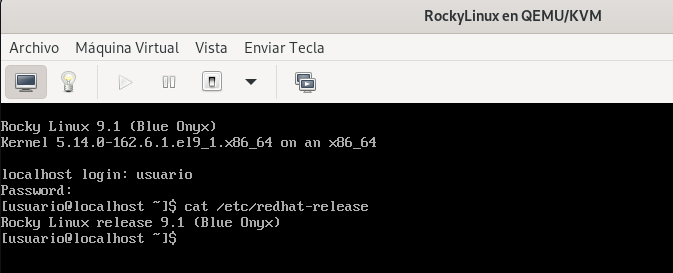 RockyLinux en QEMU/KVM
Archivo Máquina Virtual Vista Enviar Tecla
Rocky Linux 9.1 (Blue Onyx)
Kernel 5.14.0-162.6.1.el9_1.x86_64 on an x86_64
localhost login: usuario
Password:
[usuario@localhost ~]$ cat /etc/redhat-release
Rocky Linux release 9.1 (Blue Onyx)
[usuario@localhost ~]$